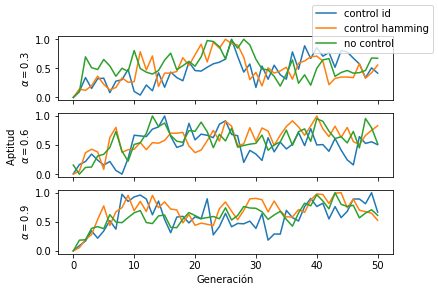 control id
control hamming
no control
1.0
0.5
0.0
α = 0.3
1.0
0.5
0.0
Aptitud
α = 0.6
1.0
0.5
0.0
α = 0.9
0 10 20 30 40 50
Generación